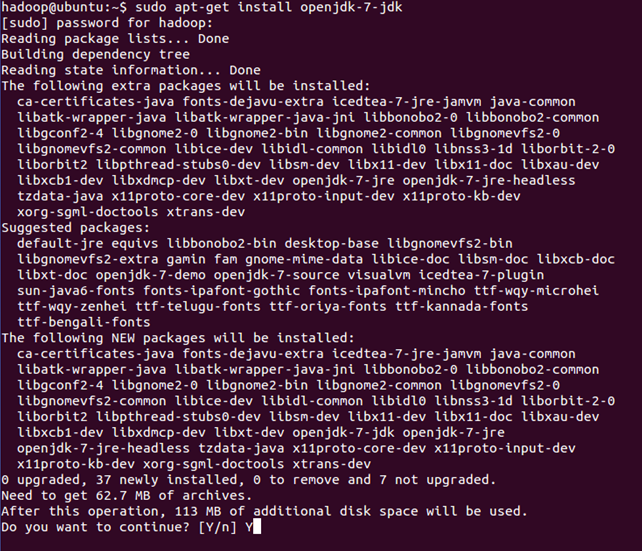 hadoop@ubuntu:~$ sudo apt-get install openjdk-7-jdk
[sudo] password for hadoop:
Reading package lists... Done
Building dependency tree
Reading state information... Done
The following extra packages will be installed:
  ca-certificates-java fonts-dejavu-extra icedtea-7-jre-jamvm java-common
  libatk-wrapper-java libatk-wrapper-java-jni libbonobo2-0 libbonobo2-common
  libgconf2-4 libgnome2-0 libgnome2-bin libgnome2-common libgnomevfs2-0
  libgnomevfs2-common libice-dev libidl-common libidl0 libnss3-1d liborbit-2-0
  liborbit2 libpthread-stubs0-dev libsm-dev libx11-dev libx11-doc libxau-dev
  libxcb1-dev libxdmcp-dev libxt-dev openjdk-7-jre openjdk-7-jre-headless
  tzdata-java x11proto-core-dev x11proto-input-dev x11proto-kb-dev
  xorg-sgml-doctools xtrans-dev
Suggested packages:
  default-jre equivs libbonobo2-bin desktop-base libgnomevfs2-bin
  libgnomevfs2-extra gamin fam gnome-mime-data libice-doc libsm-doc libxcb-doc
  libxt-doc openjdk-7-demo openjdk-7-source visualvm icedtea-7-plugin
  sun-java6-fonts fonts-ipafont-gothic fonts-ipafont-mincho ttf-wqy-microhei
  ttf-wqy-zenhei ttf-telugu-fonts ttf-oriya-fonts ttf-kannada-fonts
  ttf-bengali-fonts
The following NEW packages will be installed:
  ca-certificates-java fonts-dejavu-extra icedtea-7-jre-jamvm java-common
  libatk-wrapper-java libatk-wrapper-java-jni libbonobo2-0 libbonobo2-common
  libgconf2-4 libgnome2-0 libgnome2-bin libgnome2-common libgnomevfs2-0
  libgnomevfs2-common libice-dev libidl-common libidl0 libnss3-1d liborbit-2-0
  liborbit2 libpthread-stubs0-dev libsm-dev libx11-dev libx11-doc libxau-dev
  libxcb1-dev libxdmcp-dev libxt-dev openjdk-7-jdk openjdk-7-jre
  openjdk-7-jre-headless tzdata-java x11proto-core-dev x11proto-input-dev
  x11proto-kb-dev xorg-sgml-doctools xtrans-dev
0 upgraded, 37 newly installed, 0 to remove and 7 not upgraded.
Need to get 62.7 MB of archives.
After this operation, 113 MB of additional disk space will be used.
Do you want to continue? [Y/n] Y